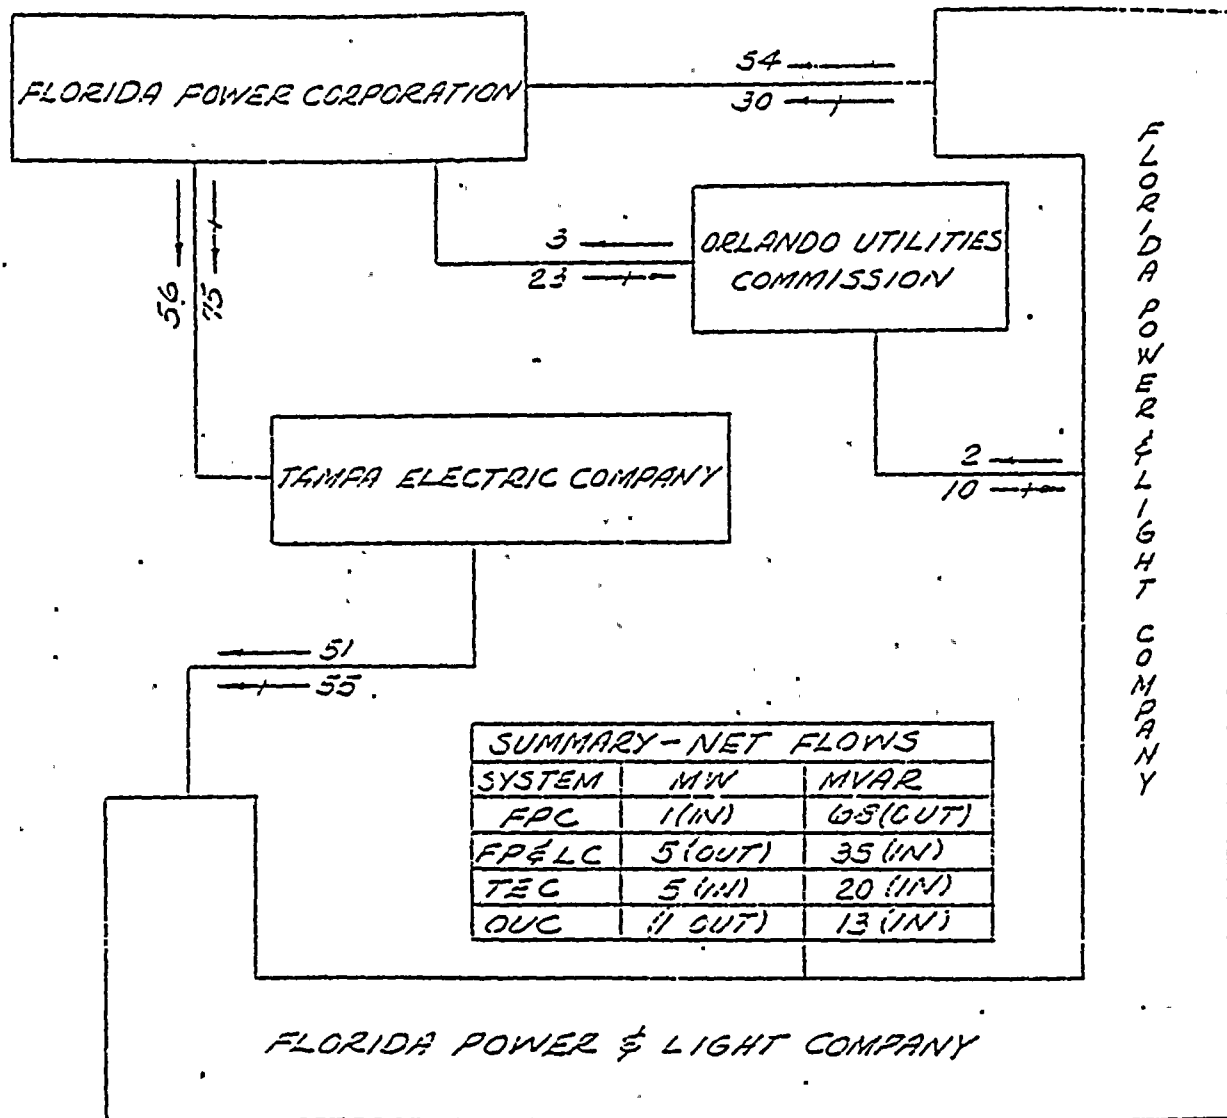 FLORIDA POWER CORPORATION
54
30
3
23
ORLANDO UTILITIES
COMMISSION
56
75
TAMPA ELECTRIC COMPANY
2
10
51
55
FLORIDA POWER & LIGHT COMPANY
SUMMARY - NET FLOWS
SYSTEM MW MVAR
FPC 1(IN) 68(OUT)
FP&LC 5(OUT) 35(IN)
TEC 5(IN) 20(IN)
OUC (1 OUT) 13(IN)
FLORIDA POWER & LIGHT COMPANY